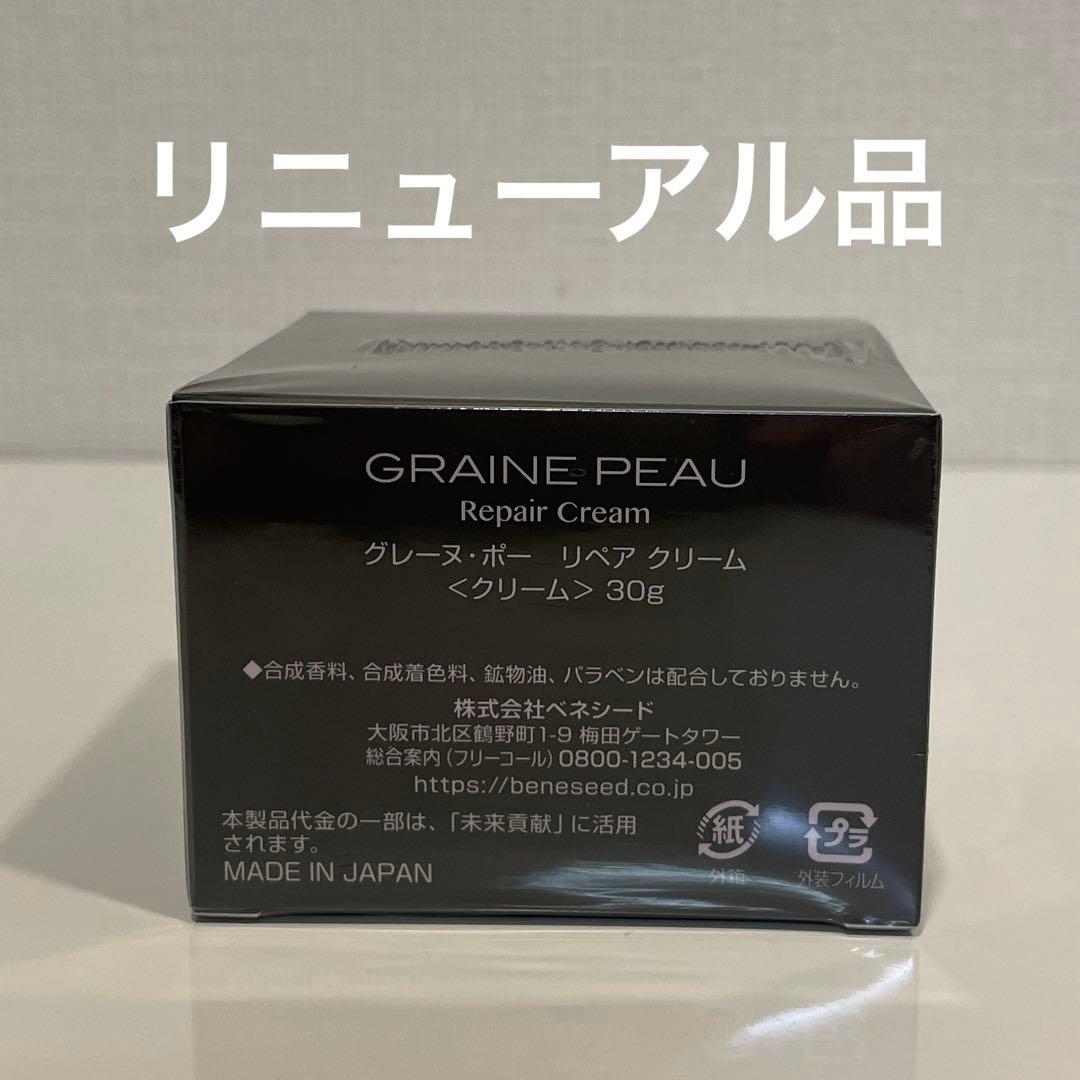 リニューアル品
GRAINE PEAU
Repair Cream
グレーヌ・ポー リペア クリーム
＜クリーム＞ 30g
◆合成香料、合成着色料、鉱物油、パラベンは配合しておりません。
株式会社ベネシード
大阪市北区鶴野町1-9 梅田ゲートタワー
総合案内（フリーコール）0800-1234-005
https://beneseed.co.jp
本製品代金の一部は、「未来貢献」に活用
されます。
MADE IN JAPAN
紙
外箱
プラ
外装フィルム